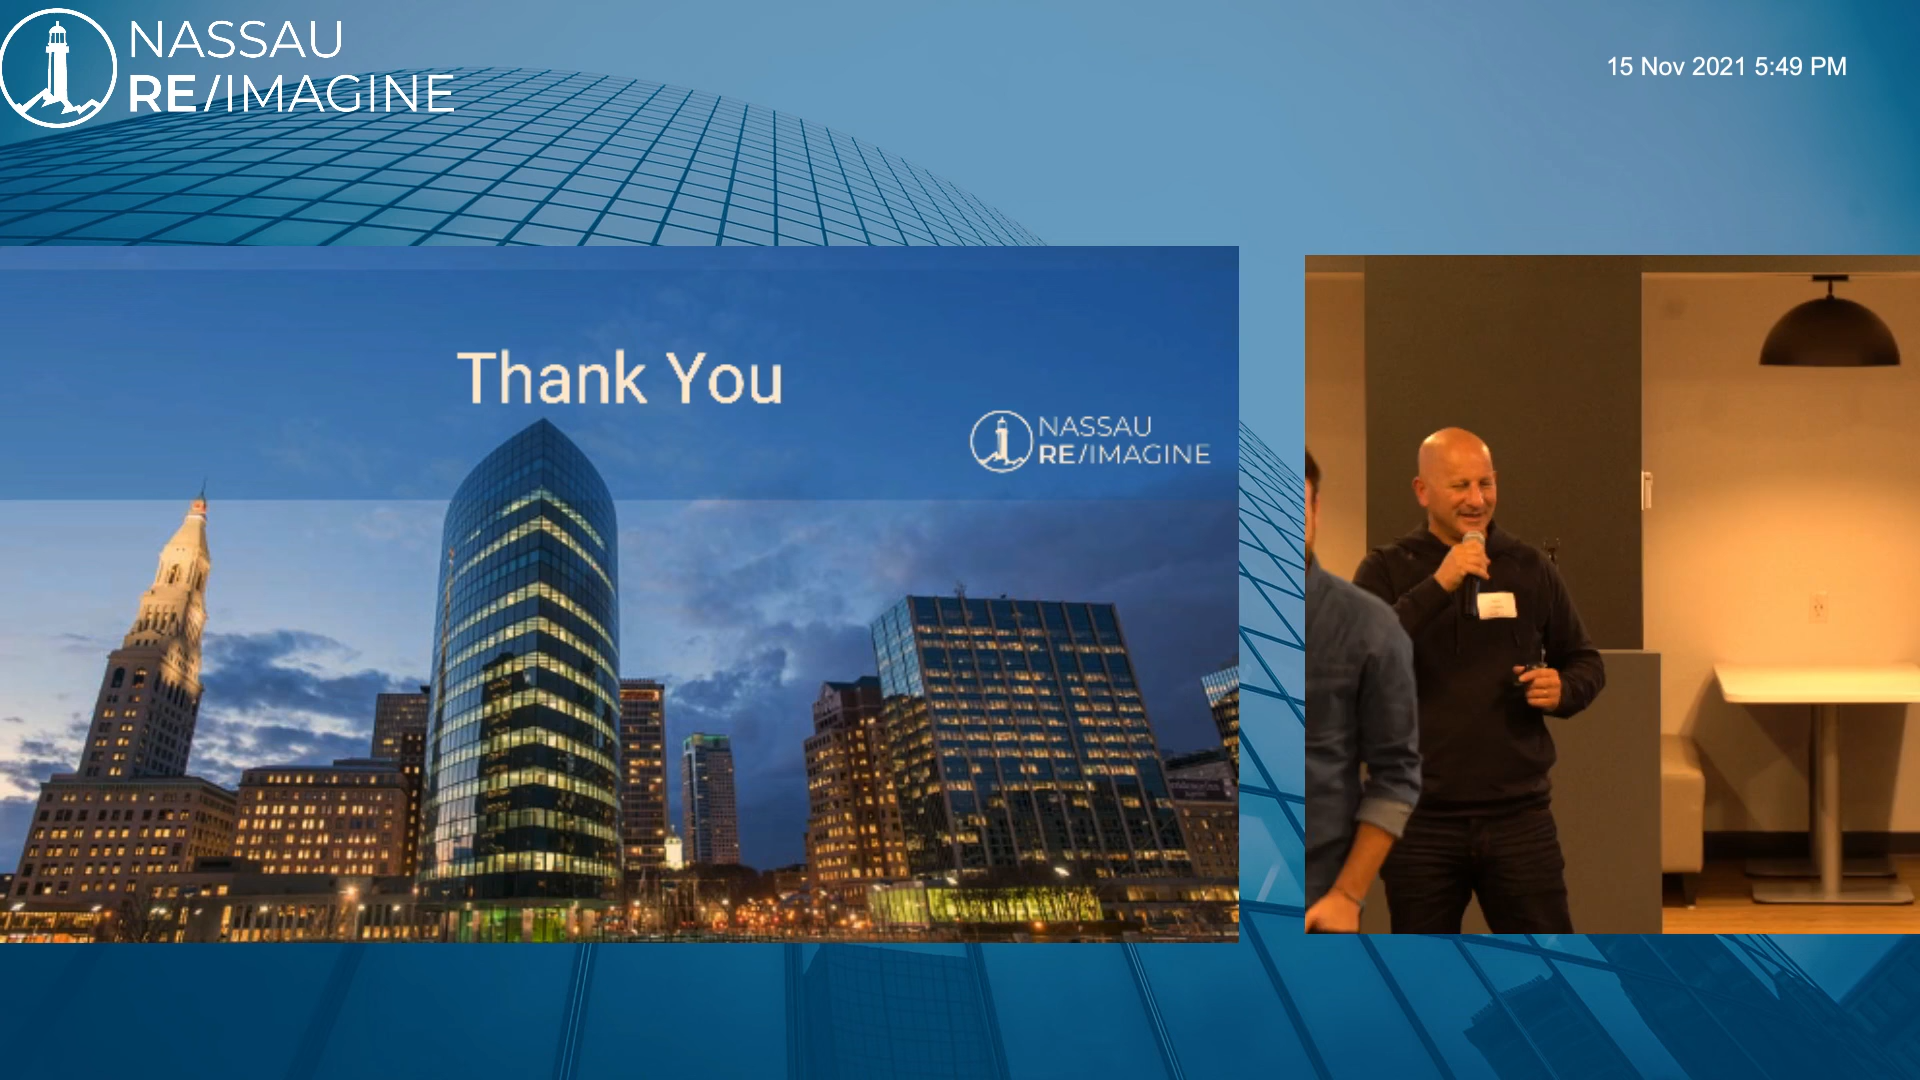 NASSAU
RE/IMAGINE
15 Nov 2021 5:49 PM
Thank You
NASSAU
RE/IMAGINE